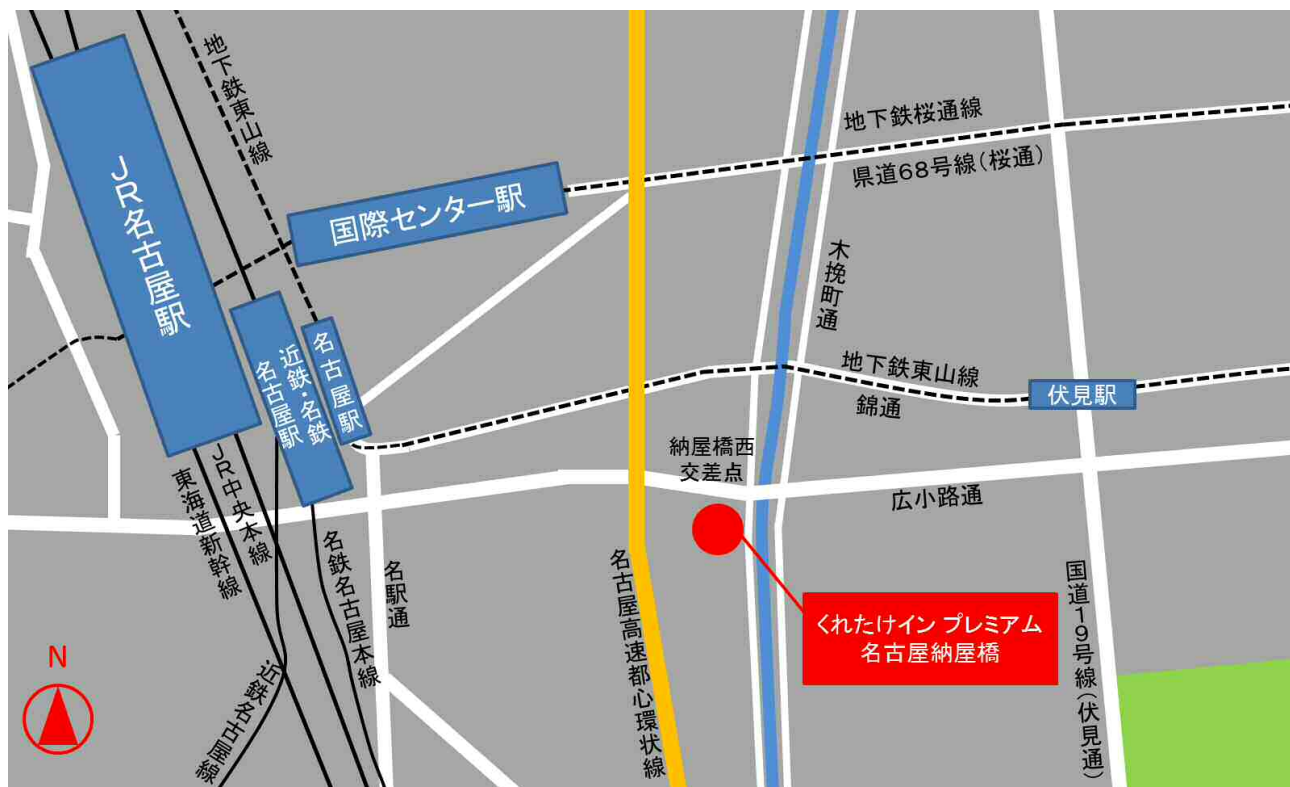 地下鉄東山線
JR名古屋駅
国際センター駅
地下鉄桜通線
県道68号線(桜通)
木挽町通
近鉄・名鉄
名古屋駅
名古屋駅
地下鉄東山線
錦通
伏見駅
納屋橋西
交差点
広小路通
東海道新幹線
JR中央本線
名鉄名古屋本線
名駅通
近鉄名古屋線
名古屋高速都心環状線
くれたけイン プレミアム
名古屋納屋橋
国道19号線(伏見通)
N